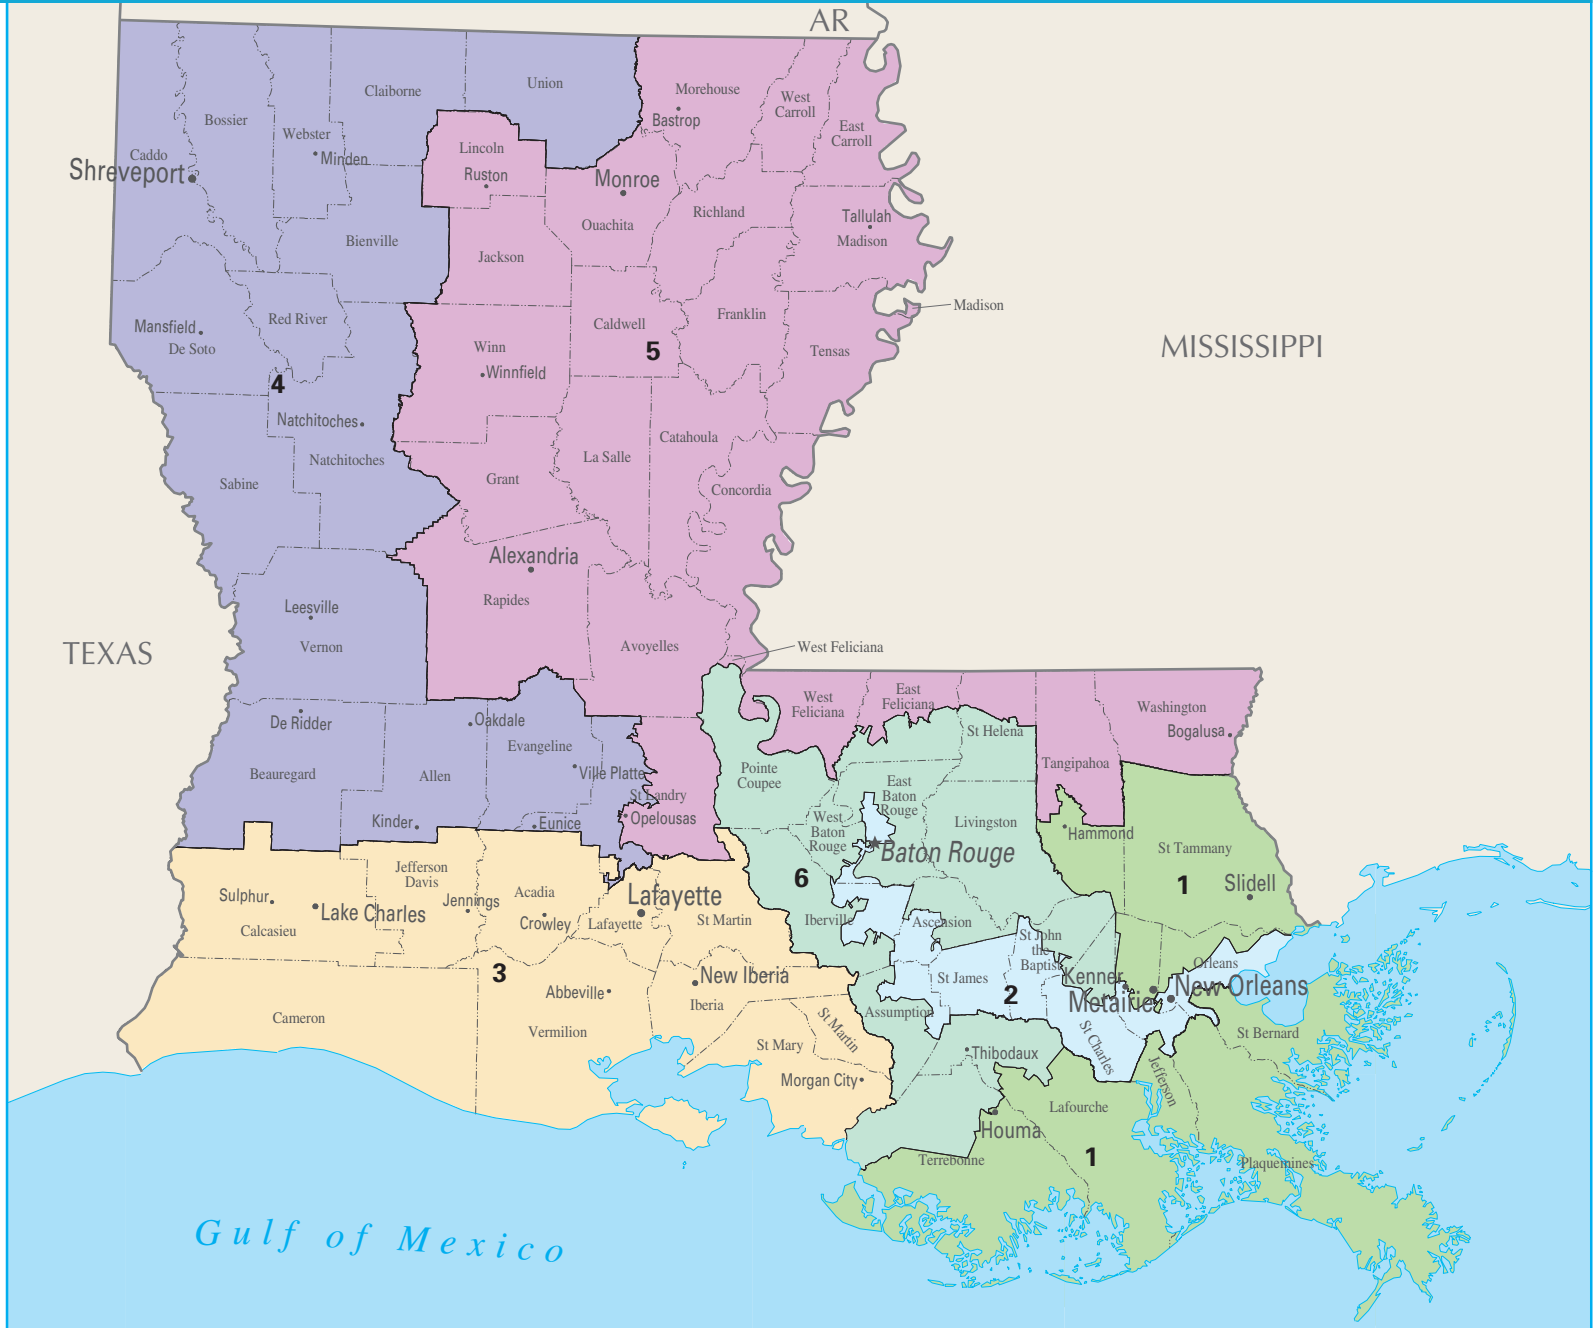 AR
Union
Claiborne
Morehouse
West
Carroll
Bossier
Bastrop
Webster
East
Carroll
Minden
Lincoln
Caddo
Shreveport
Ruston
Monroe
Richland
Tallulah
Ouachita
Bienville
Madison
Jackson
Madison
Red River
Franklin
Mansfield
Caldwell
De Soto
Winn
5
Tensas
MISSISSIPPI
Winnfield
4
Natchitoches
Catahoula
Natchitoches
La Salle
Grant
Sabine
Concordia
Alexandria
Rapides
Leesville
Vernon
Avoyelles
West Feliciana
TEXAS
West
Feliciana
East
Feliciana
Washington
De Ridder
Oakdale
St Helena
Bogalusa
Evangeline
Tangipahoa
Beauregard
Allen
Ville Platte
Pointe
Coupee
East
Baton
Rouge
St Landry
Kinder
Eunice
Opelousas
West
Baton
Rouge
Livingston
Hammond
Baton Rouge
St Tammany
Jefferson
Davis
6
1
Slidell
Sulphur
Lake Charles
Jennings
Acadia
Lafayette
Crowley
Lafayette
St Martin
Iberville
Ascension
Calcasieu
St John
the
Baptist
Orleans
3
New Iberia
St James
Kenner
New Orleans
Abbeville
Iberia
2
Metairie
Assumption
Cameron
Vermilion
St Martin
St Charles
St Bernard
St Mary
Thibodaux
Jefferson
Morgan City
Lafourche
Houma
1
Terrebonne
Plaquemines
Gulf of Mexico